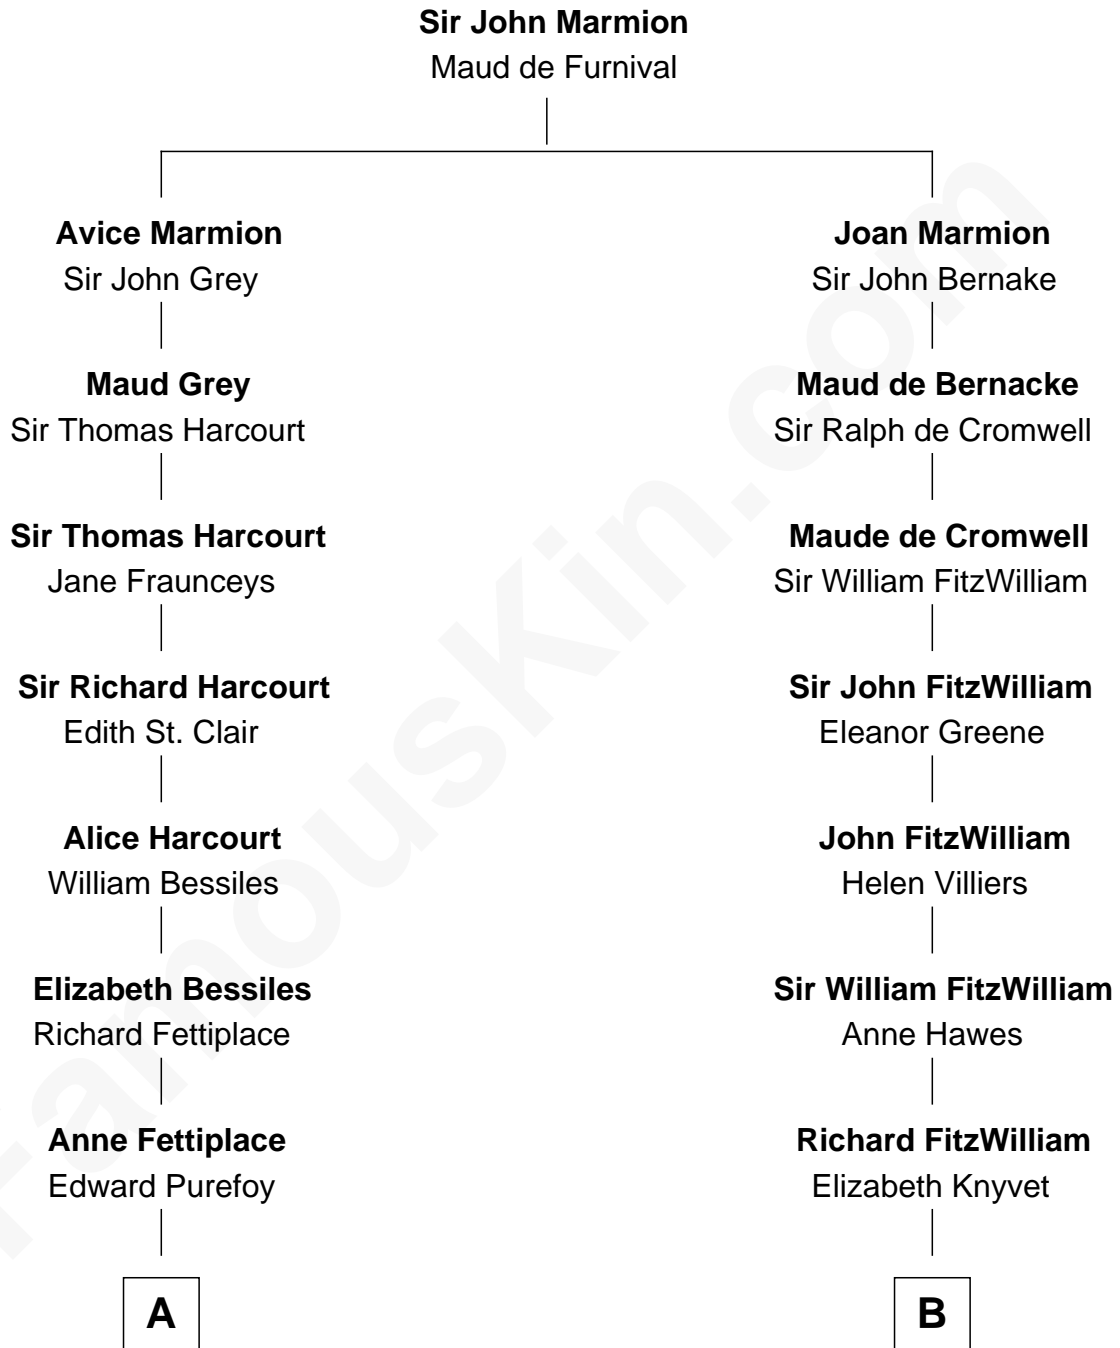 Sir John Marmion
Maud de Furnival
Avice Marmion
Sir John Grey
Joan Marmion
Sir John Bernake
Maud Grey
Sir Thomas Harcourt
Maud de Bernacke
Sir Ralph de Cromwell
Sir Thomas Harcourt
Jane Fraunceys
Maude de Cromwell
Sir William FitzWilliam
Sir Richard Harcourt
Edith St. Clair
Sir John FitzWilliam
Eleanor Greene
Alice Harcourt
William Bessiles
John FitzWilliam
Helen Villiers
Elizabeth Bessiles
Richard Fettiplace
Sir William FitzWilliam
Anne Hawes
Anne Fettiplace
Edward Purefoy
Richard FitzWilliam
Elizabeth Knyvet
A
B
FamousKin.com